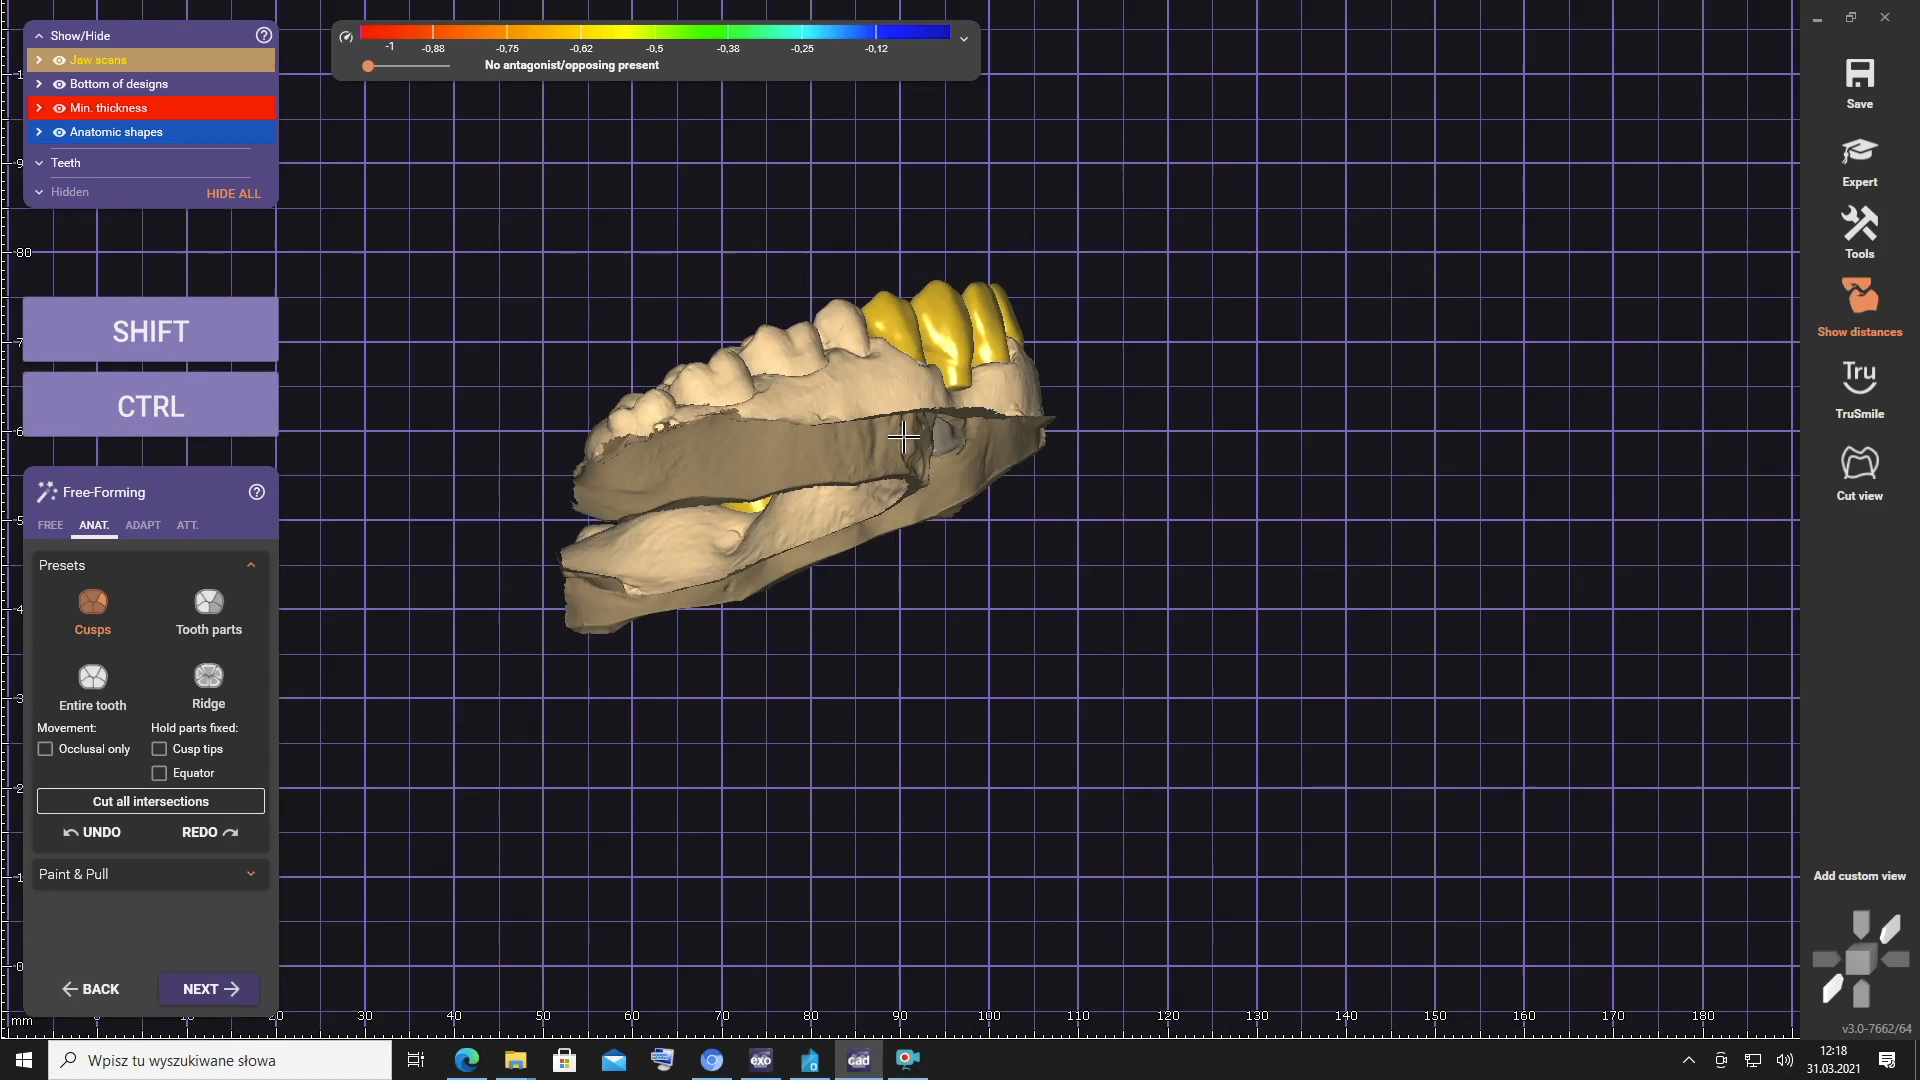 Show/Hide
Jaw scans
Bottom of designs
Min. thickness
Anatomic shapes
Teeth
Hidden
HIDE ALL
-1 -0,88 -0,75 -0,62 -0,5 -0,38 -0,25 -0,12
No antagonist/opposing present
SHIFT
CTRL
Free-Forming
FREE ANAT. ADAPT ATT.
Presets
Cusps
Tooth parts
Entire tooth
Ridge
Movement:
Hold parts fixed:
Occlusal only
Cusp tips
Equator
Cut all intersections
UNDO
REDO
Paint & Pull
BACK
NEXT
Save
Expert
Tools
Show distances
Tru
TruSmile
Cut view
Add custom view
v3.0-7662/64
80
mm
20 30 40 50 60 70 80 90 100 110 120 130 140 150 160 170 180
Wpisz tu wyszukiwane słowa
exo
cad
12:18
31.03.2021